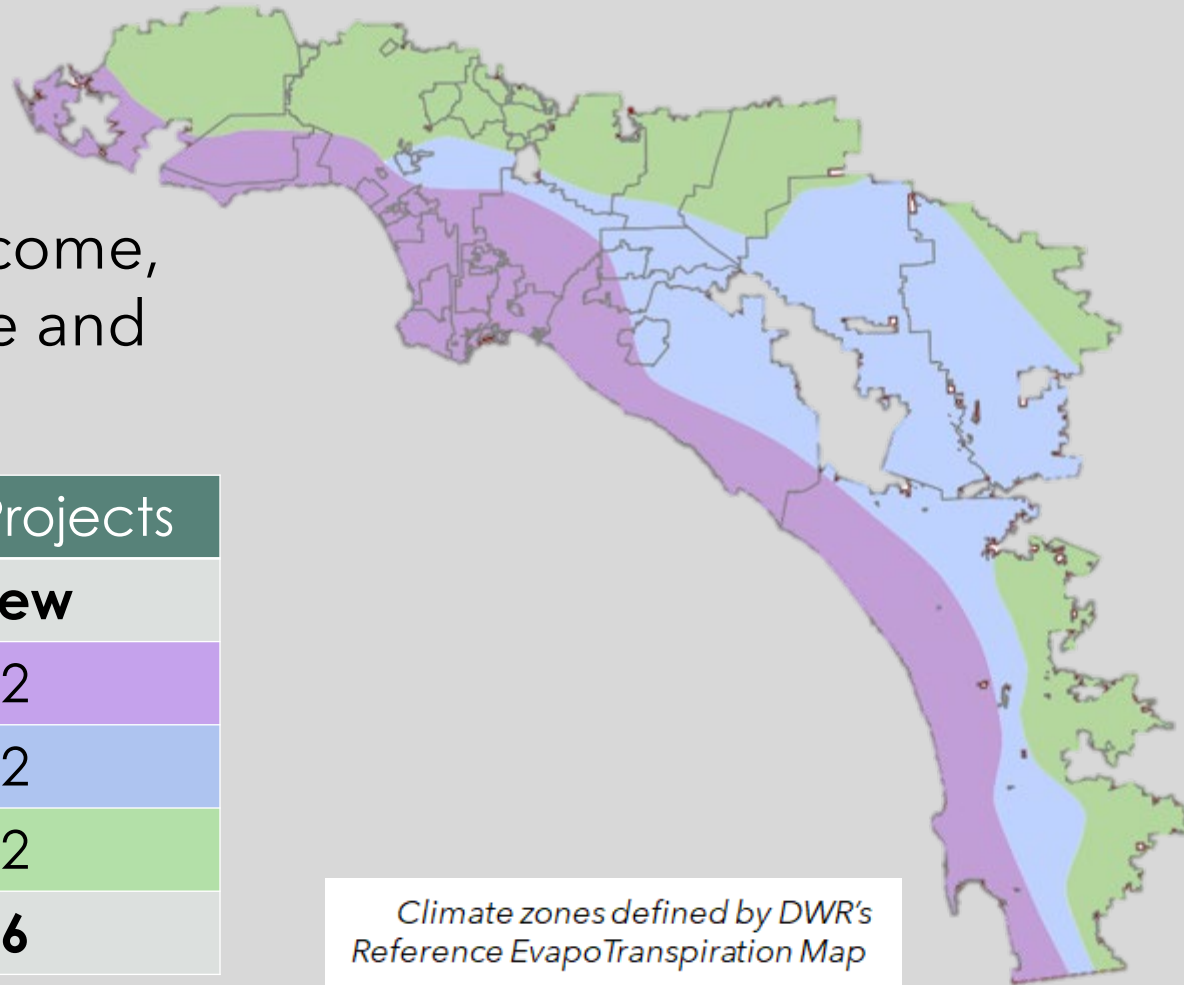 come,
e and
Projects
ew
2
2
2
6
Climate zones defined by DWR's
Reference EvapoTranspiration Map